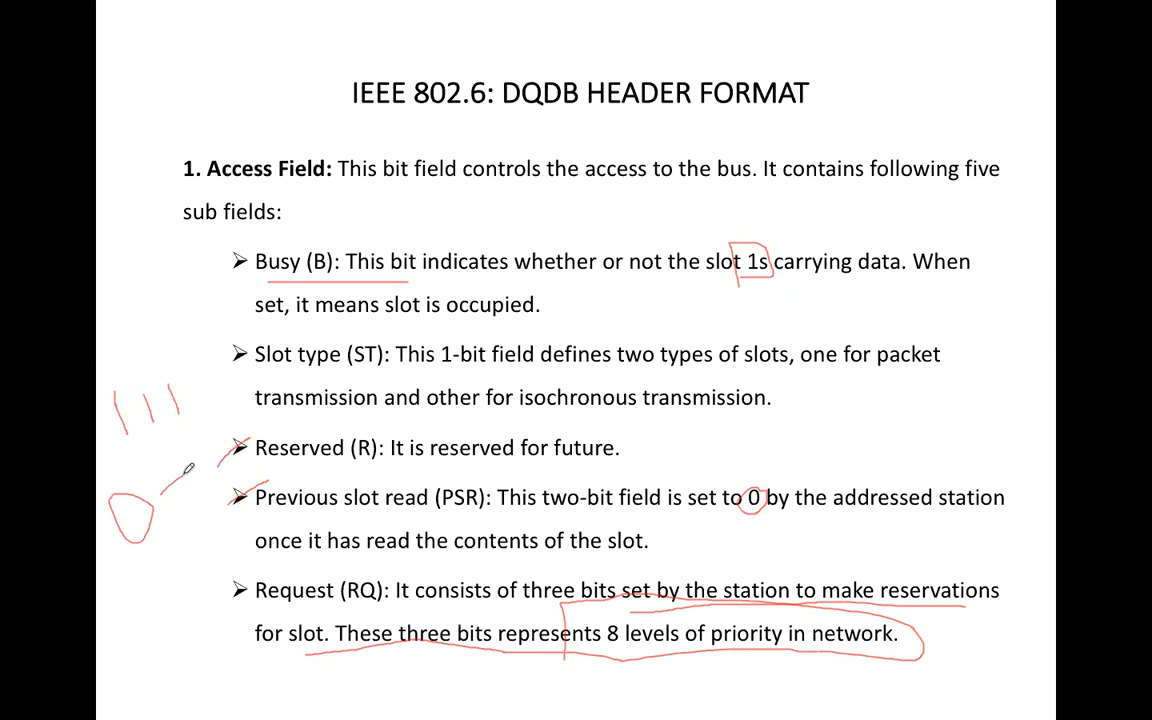 IEEE 802.6: DQDB HEADER FORMAT
1. Access Field: This bit field controls the access to the bus. It contains following five
sub fields:
➢ Busy (B): This bit indicates whether or not the slot 1s carrying data. When
set, it means slot is occupied.
➢ Slot type (ST): This 1-bit field defines two types of slots, one for packet
transmission and other for isochronous transmission.
111
➢ Reserved (R): It is reserved for future.
➢ Previous slot read (PSR): This two-bit field is set to 0 by the addressed station
0 -
once it has read the contents of the slot.
➢ Request (RQ): It consists of three bits set by the station to make reservations
for slot. These three bits represents 8 levels of priority in network.